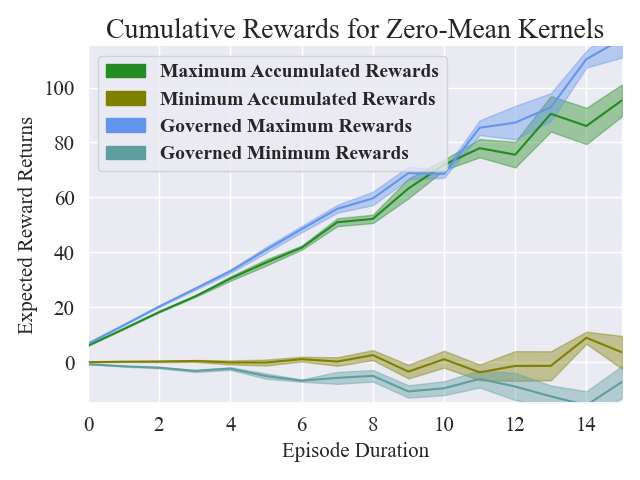 Cumulative Rewards for Zero-Mean Kernels
Maximum Accumulated Rewards
Minimum Accumulated Rewards
Governed Maximum Rewards
Governed Minimum Rewards
Expected Reward Returns
100
80
60
40
20
0
0 2 4 6 8 10 12 14
Episode Duration